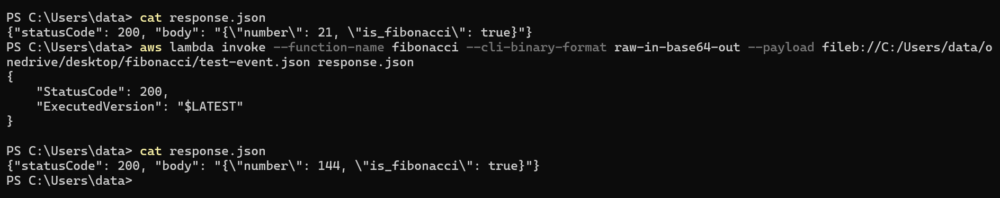 PS C:\Users\data> cat response.json
{"statusCode": 200, "body": "{\"number\": 21, \"is_fibonacci\": true}"}
PS C:\Users\data> aws lambda invoke --function-name fibonacci --cli-binary-format raw-in-base64-out --payload fileb://C:/Users/data/o
nedrive/desktop/fibonacci/test-event.json response.json
{
    "StatusCode": 200,
    "ExecutedVersion": "$LATEST"
}
PS C:\Users\data> cat response.json
{"statusCode": 200, "body": "{\"number\": 144, \"is_fibonacci\": true}"}
PS C:\Users\data>